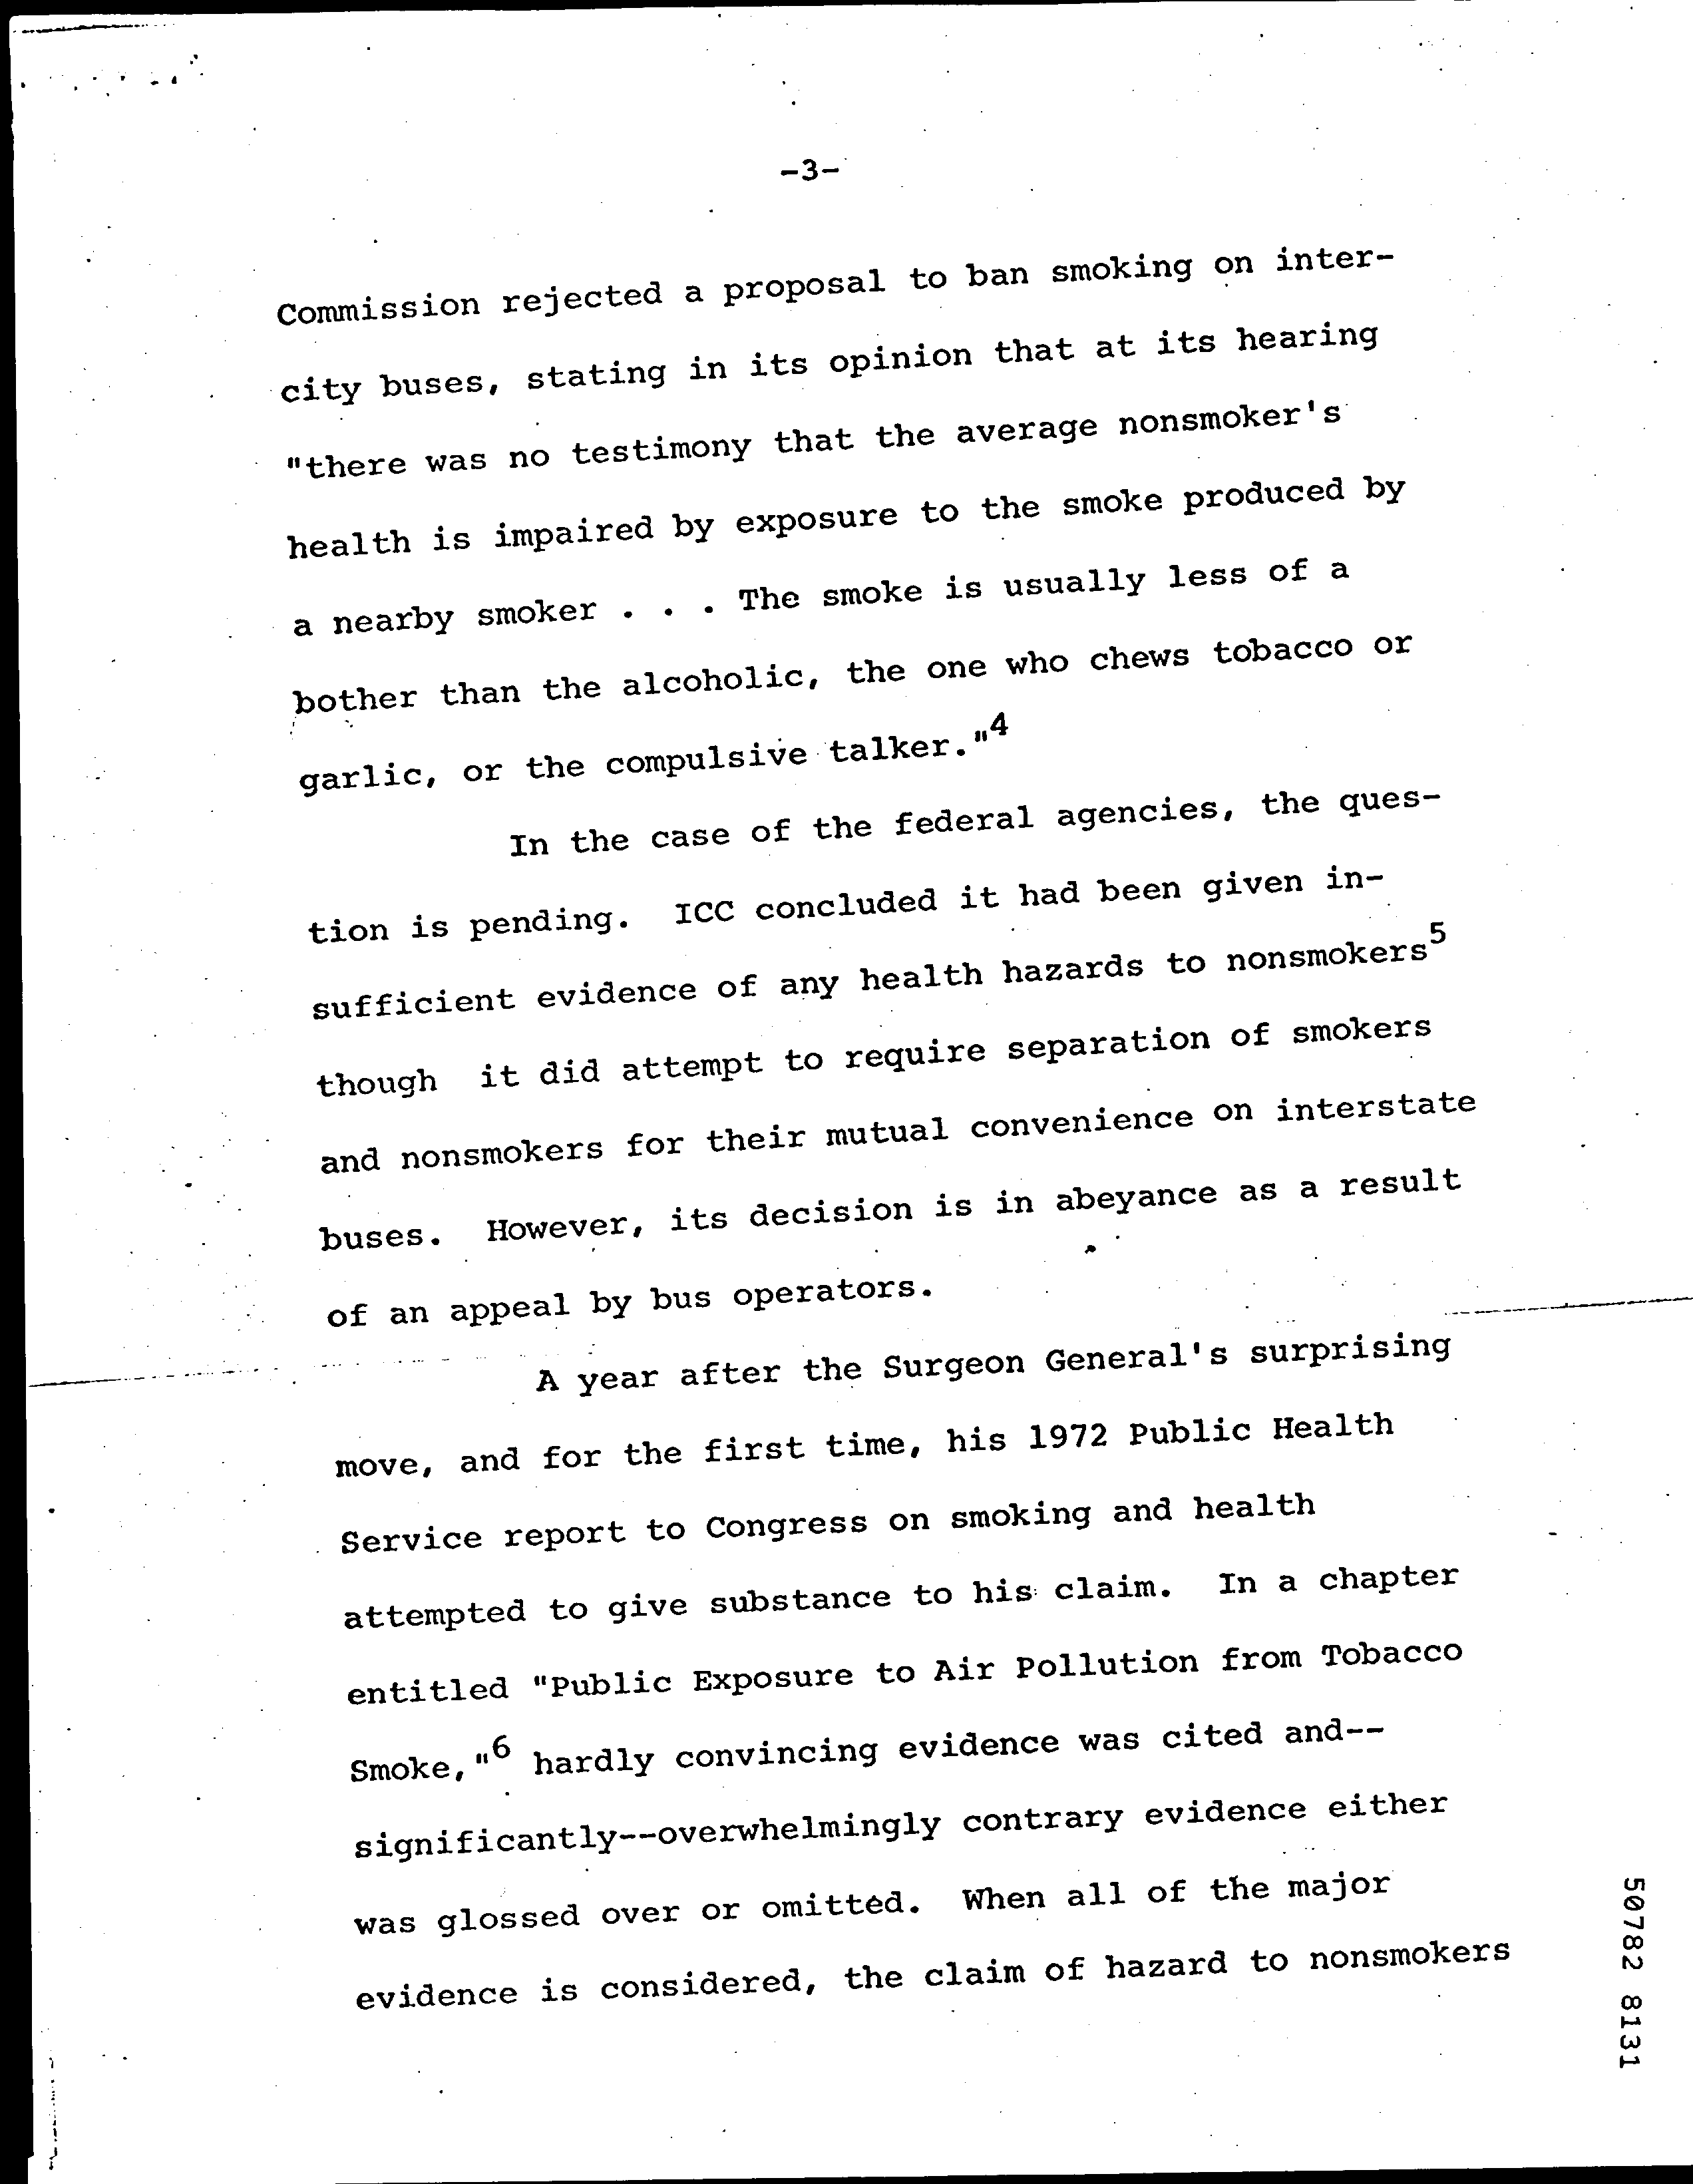 -3-
Commission rejected a proposal to ban smoking on inter-
city buses, stating in its opinion that at its hearing
"there was no testimony that the average nonsmoker's
health is impaired by exposure to the smoke produced by
a nearby smoker . . . The smoke is usually less of a
bother than the alcoholic, the one who chews tobacco or
garlic, or the compulsive talker."4
In the case of the federal agencies, the ques-
tion is pending. ICC concluded it had been given in-
sufficient evidence of any health hazards to nonsmokers5
though it did attempt to require separation of smokers
and nonsmokers for their mutual convenience on interstate
buses. However, its decision is in abeyance as a result
of an appeal by bus operators.
A year after the Surgeon General's surprising
move, and for the first time, his 1972 Public Health
Service report to Congress on smoking and health
attempted to give substance to his claim. In a chapter
entitled "Public Exposure to Air Pollution from Tobacco
Smoke,"6 hardly convincing evidence was cited and--
significantly--overwhelmingly contrary evidence either
was glossed over or omitted. When all of the major
evidence is considered, the claim of hazard to nonsmokers
50782 8131